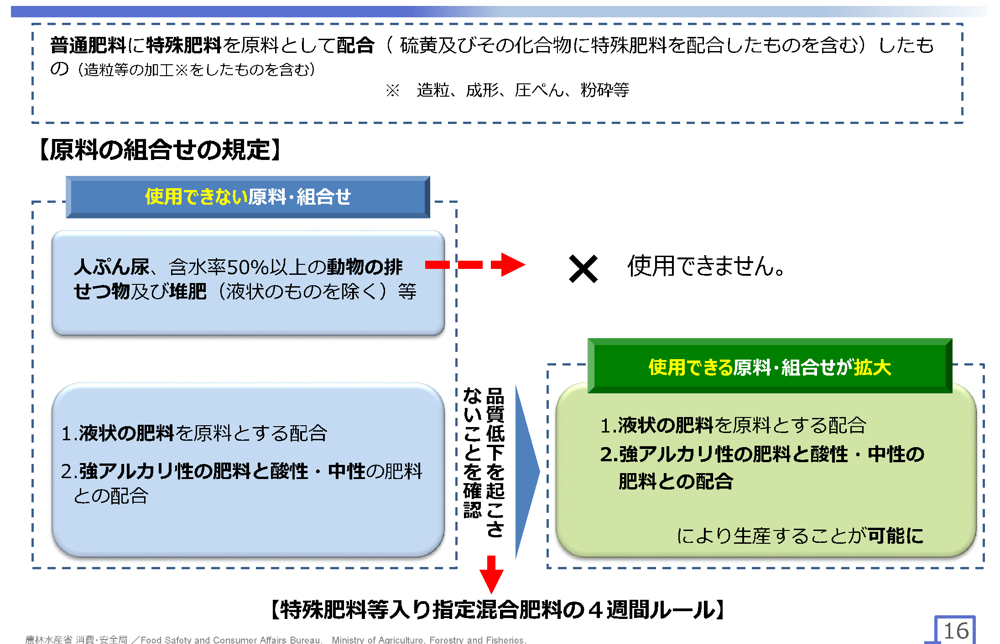 普通肥料に特殊肥料を原料として配合（ 硫黄及びその化合物に特殊肥料を配合したものを含む）したも
の（造粒等の加工※をしたものを含む）
※　造粒、成形、圧ぺん、粉砕等
【原料の組合せの規定】
使用できない原料･組合せ
人ぷん尿、含水率50%以上の動物の排
せつ物及び堆肥（液状のものを除く）等
×　使用できません。
1.液状の肥料を原料とする配合
2.強アルカリ性の肥料と酸性・中性の肥料
との配合
品質低下を起こさ
ないことを確認
使用できる原料･組合せが拡大
1.液状の肥料を原料とする配合
2.強アルカリ性の肥料と酸性・中性の
肥料との配合
により生産することが可能に
【特殊肥料等入り指定混合肥料の４週間ルール】
農林水産省 消費･安全局 ／Food Safety and Consumer Affairs Bureau.　Ministry of Agriculture, Forestry and Fisheries.
16